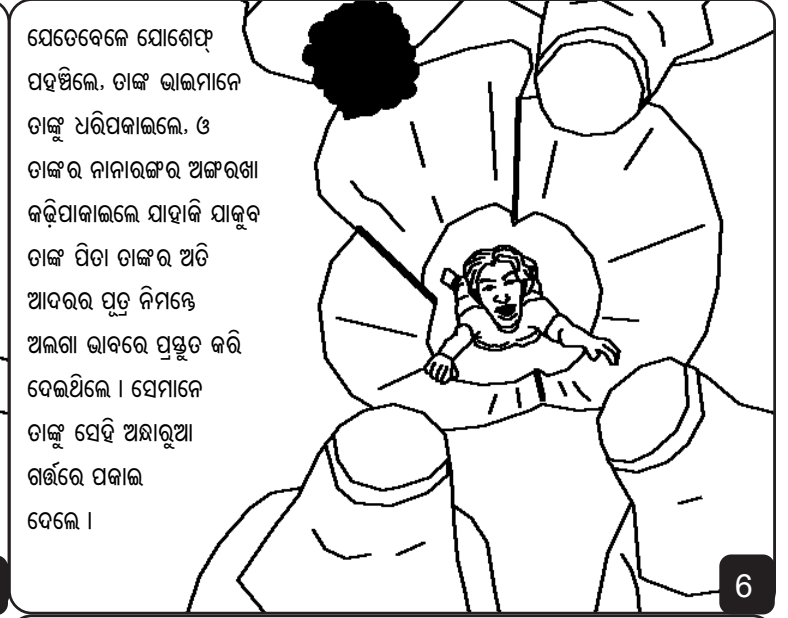 ଯେତେବେଳେ ଯୋଶେଫ୍
ପହଞ୍ଚିଲେ, ତାଙ୍କ ଭାଇମାନେ
ତାଙ୍କୁ ଧରିପକାଇଲେ, ଓ
ତାଙ୍କର ନାନାରଙ୍ଗର ଅଙ୍ଗରଖା
କଢ଼ିପାକାଇଲେ ଯାହାକି ଯାକୁବ
ତାଙ୍କ ପିତା ତାଙ୍କର ଅତି
ଆଦରର ପୂତ୍ର ନିମନ୍ତେ
ଅଲଗା ଭାବରେ ପ୍ରସ୍ତୁତ କରି
ଦେଇଥିଲେ । ସେମାନେ
ତାଙ୍କୁ ସେହି ଅନ୍ଧାରୁଆ
ଗର୍ତ୍ତରେ ପକାଇ
ଦେଲେ ।
6